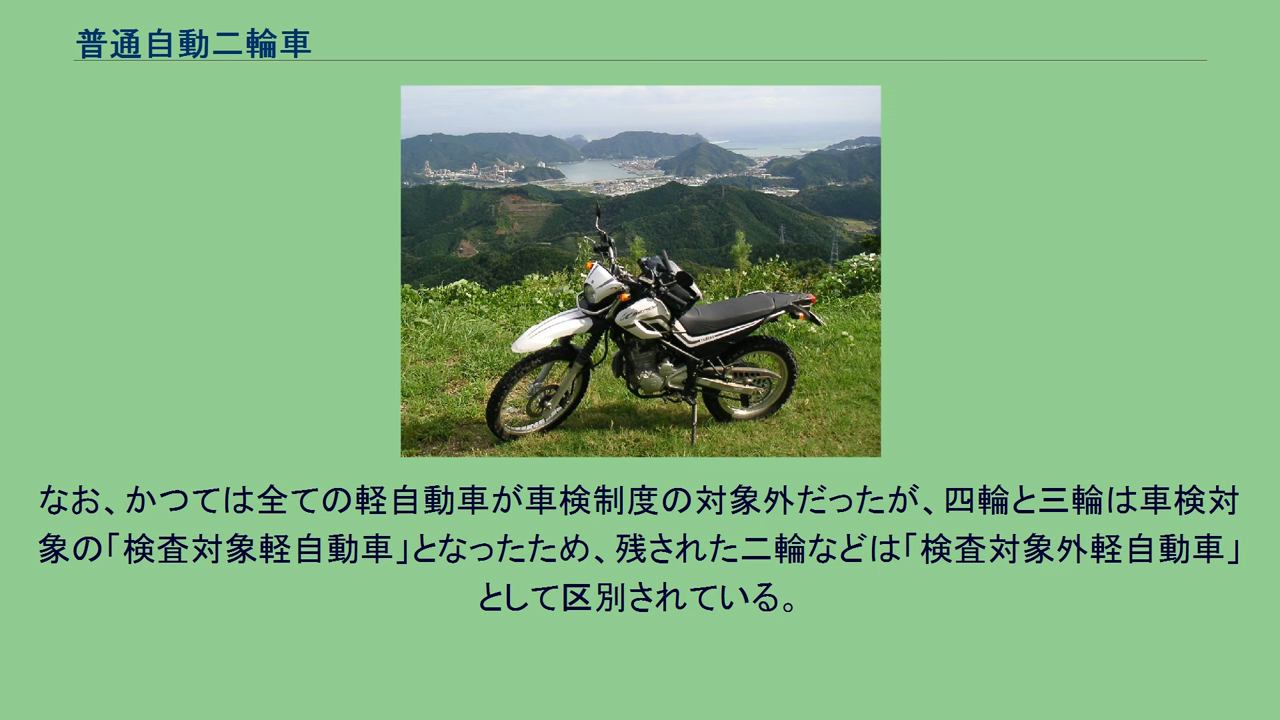 普通自動二輪車
なお、かつては全ての軽自動車が車検制度の対象外だったが、四輪と三輪は車検対
象の「検査対象軽自動車」となったため、残された二輪などは「検査対象外軽自動車」
として区別されている。